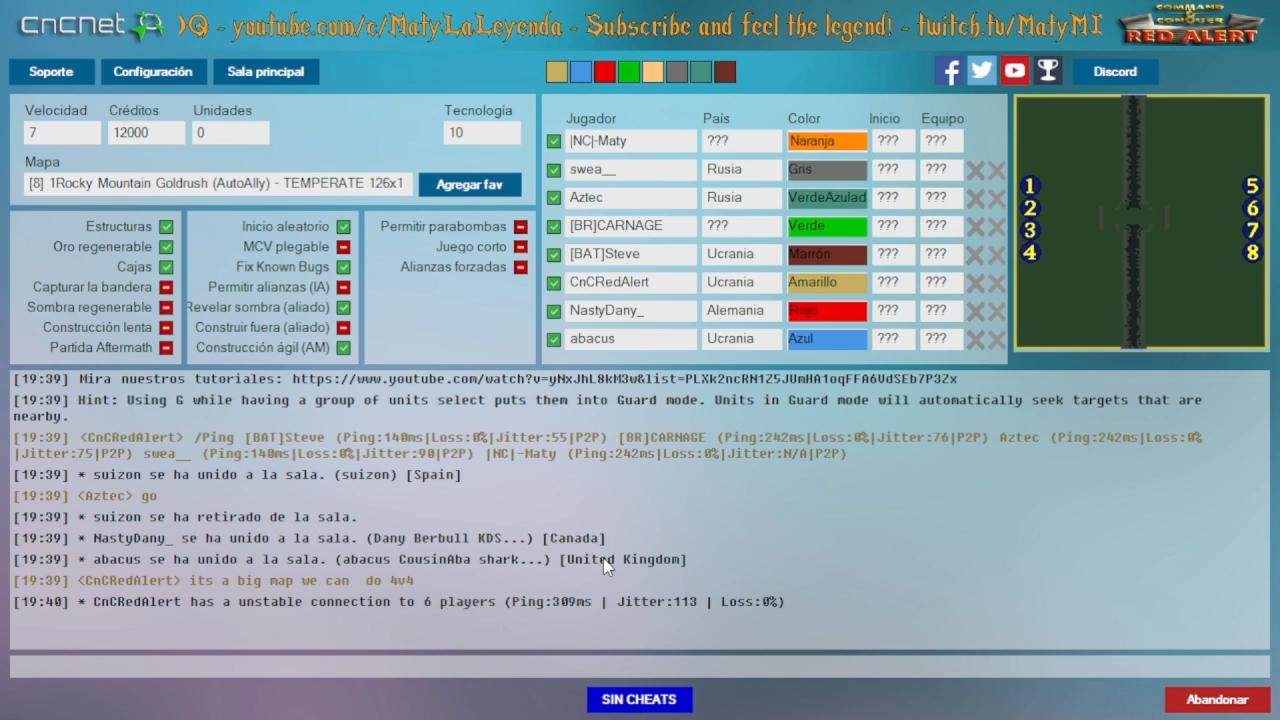 CnCNet
)Q - youtube.com/c/MatyLaLeyenda - Subscribe and feel the legend! - twitch.tv/MatyMI
COMMAND & CONQUER RED ALERT
Soporte Configuración Sala principal Discord
Velocidad Créditos Unidades Tecnología
7 12000 0 10
Mapa
[8] 1Rocky Mountain Goldrush (AutoAlly) - TEMPERATE 126x1 Agregar fav
Estructuras
Oro regenerable
Cajas
Capturar la bandera
Sombra regenerable
Construcción lenta
Partida Aftermath
Inicio aleatorio
MCV plegable
Fix Known Bugs
Permitir alianzas (IA)
Revelar sombra (aliado)
Construir fuera (aliado)
Construcción ágil (AM)
Permitir parabombas
Juego corto
Alianzas forzadas
Jugador País Color Inicio Equipo
|NC|-Maty ??? Naranja ??? ???
swea__ Rusia Gris ??? ???
Aztec Rusia VerdeAzulad ??? ???
[BR]CARNAGE ??? Verde ??? ???
[BAT]Steve Ucrania Marrón ??? ???
CnCRedAlert Ucrania Amarillo ??? ???
NastyDany_ Alemania Rojo ??? ???
abacus Ucrania Azul ??? ???
1 5
2 6
3 7
4 8
[19:39] Mira nuestros tutoriales: https://www.youtube.com/watch?v=yNxJhL8kM3w&list=PLXk2ncRN1Z5JUmHA1oqFFA6VdSEb7P3Zx
[19:39] Hint: Using G while having a group of units select puts them into Guard mode. Units in Guard mode will automatically seek targets that are
nearby.
[19:39] <CnCRedAlert> /Ping [BAT]Steve (Ping:140ms|Loss:0%|Jitter:55|P2P) [BR]CARNAGE (Ping:242ms|Loss:0%|Jitter:76|P2P) Aztec (Ping:242ms|Loss:0%
|Jitter:75|P2P) swea__ (Ping:140ms|Loss:0%|Jitter:90|P2P) |NC|-Maty (Ping:242ms|Loss:0%|Jitter:N/A|P2P)
[19:39] * suizon se ha unido a la sala. (suizon) [Spain]
[19:39] <Aztec> go
[19:39] * suizon se ha retirado de la sala.
[19:39] * NastyDany_ se ha unido a la sala. (Dany Berbull KDS...) [Canada]
[19:39] * abacus se ha unido a la sala. (abacus CousinAba shark...) [United Kingdom]
[19:39] <CnCRedAlert> its a big map we can  do 4v4
[19:40] * CnCRedAlert has a unstable connection to 6 players (Ping:309ms | Jitter:113 | Loss:0%)
SIN CHEATS Abandonar